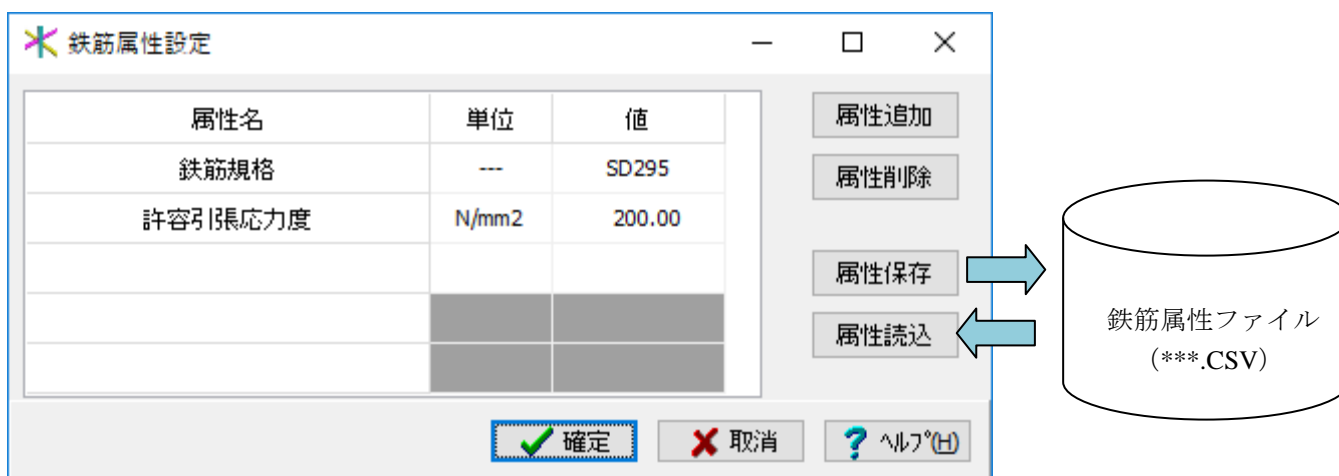 鉄筋属性設定
属性名 単位 値
鉄筋規格 --- SD295
許容引張応力度 N/mm2 200.00
属性追加
属性削除
属性保存
属性読込
鉄筋属性ファイル
(***.CSV)
確定 取消 ヘルプ(H)